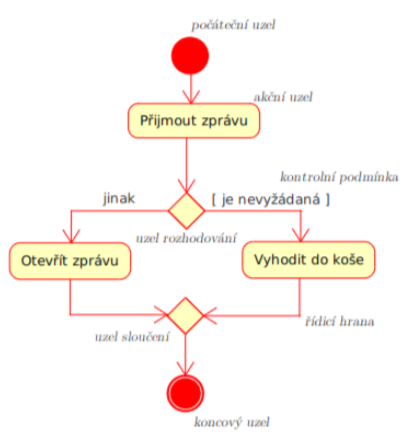 počáteční uzel
akční uzel
Přijmout zprávu
kontrolní podmínka
jinak
[ je nevyžádaná ]
uzel rozhodování
Otevřít zprávu
Vyhodit do koše
řídicí hrana
uzel sloučení
koncový uzel